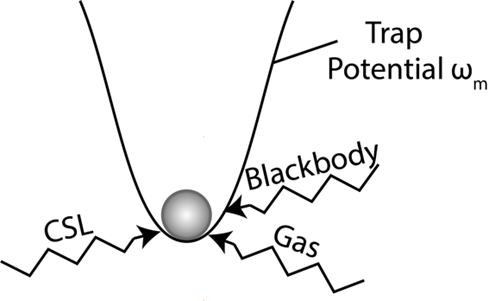 Trap
Potential ωm
Blackbody
CSL
Gas